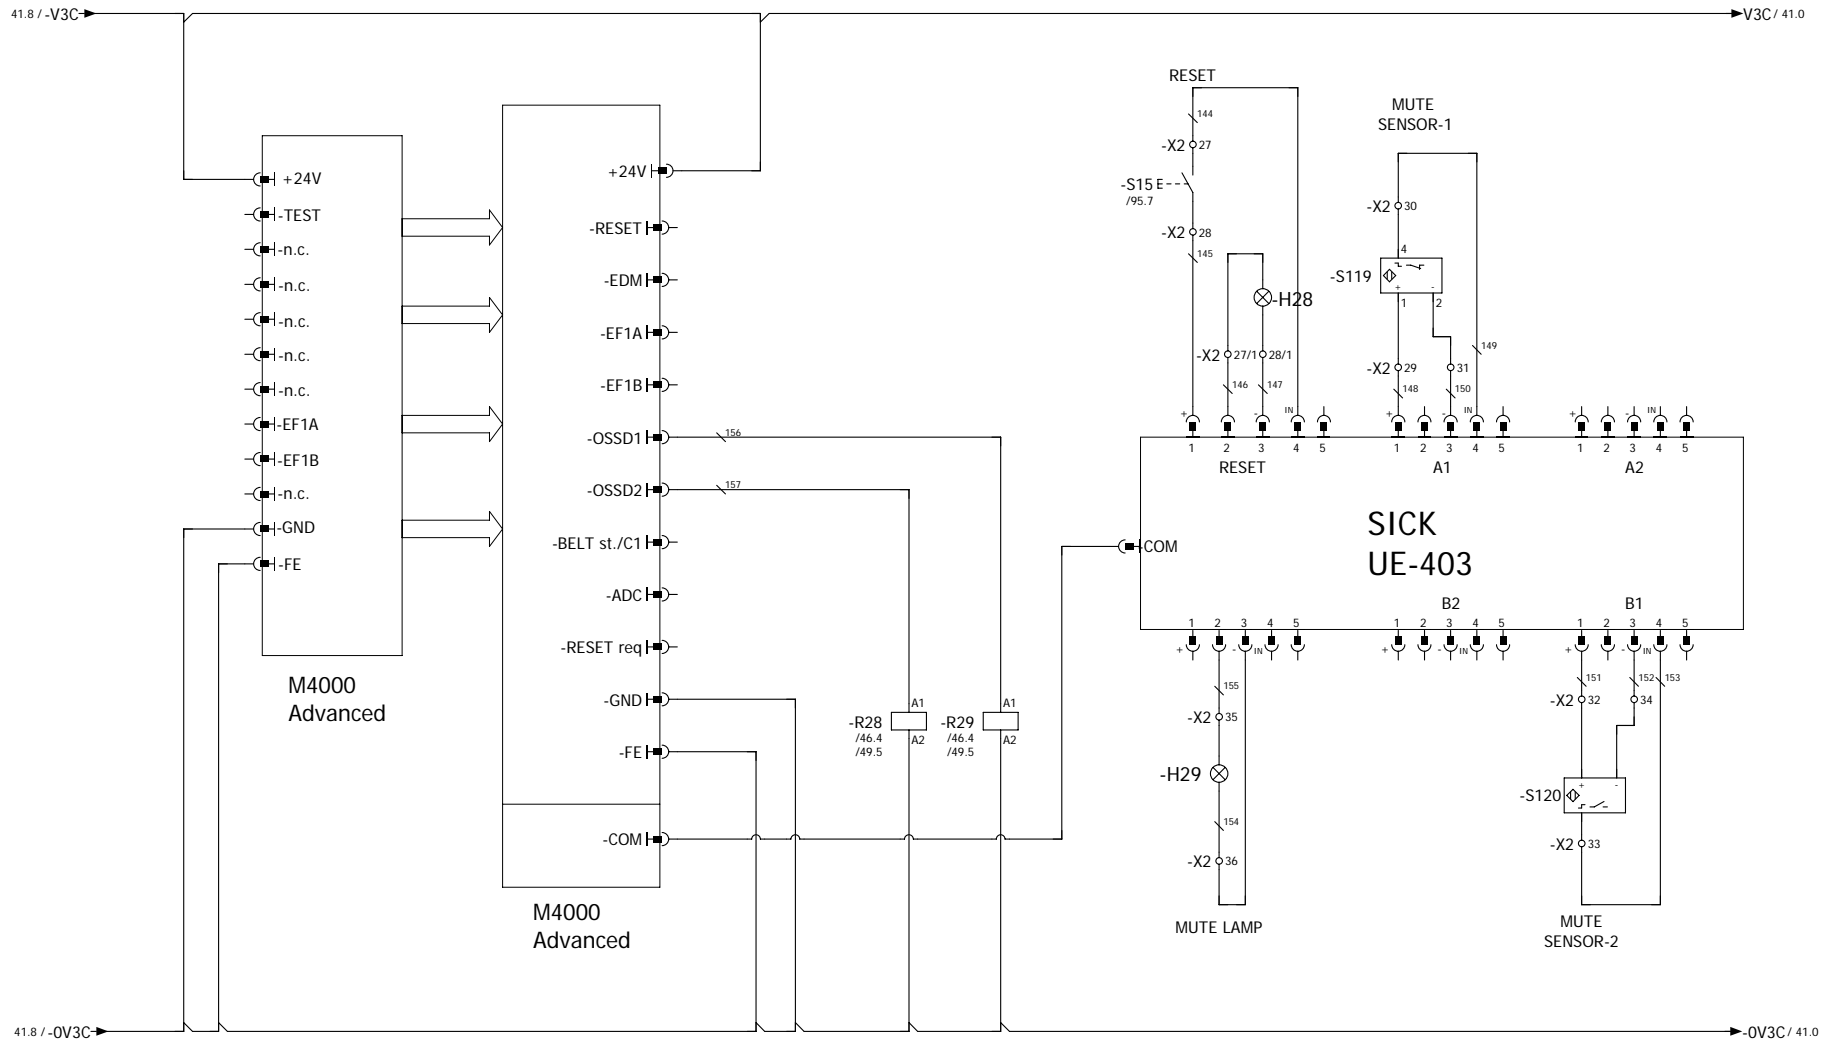 41.8 / -V3C
V3C / 41.0
+24V
-TEST
-n.c.
-n.c.
-n.c.
-n.c.
-n.c.
-EF1A
-EF1B
-n.c.
-GND
-FE
M4000
Advanced
+24V
-RESET
-EDM
-EF1A
-EF1B
-OSSD1
-OSSD2
-BELT st./C1
-ADC
-RESET req
-GND
-FE
-COM
M4000
Advanced
156
157
-R28
/46.4
/49.5
A1
A2
-R29
/46.4
/49.5
A1
A2
RESET
144
-X2 27
-S15 E
/95.7
-X2 28
145
-H28
-X2 27/1 28/1
146 147
+ - IN
1 2 3 4 5
RESET
MUTE
SENSOR-1
-X2 30
4
-S119
+ -
1 2
149
-X2 29 31
148 150
+ - IN
1 2 3 4 5
A1
+ - IN
1 2 3 4 5
A2
SICK
UE-403
COM
B2
B1
1 2 3 4 5
+ - IN
155
-X2 35
-H29
154
-X2 36
MUTE LAMP
1 2 3 4 5
+ - IN
1 2 3 4 5
+ - IN
151 152 153
-X2 32 34
+ -
-S120
-X2 33
MUTE
SENSOR-2
41.8 / -0V3C
-0V3C / 41.0